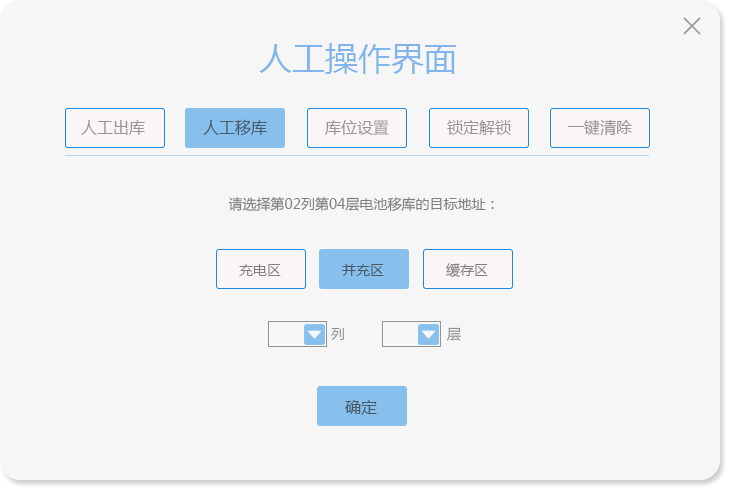 人工操作界面
人工出库 人工移库 库位设置 锁定解锁 一键清除
请选择第02列第04层电池移库的目标地址：
充电区 并充区 缓存区
列 层
确定